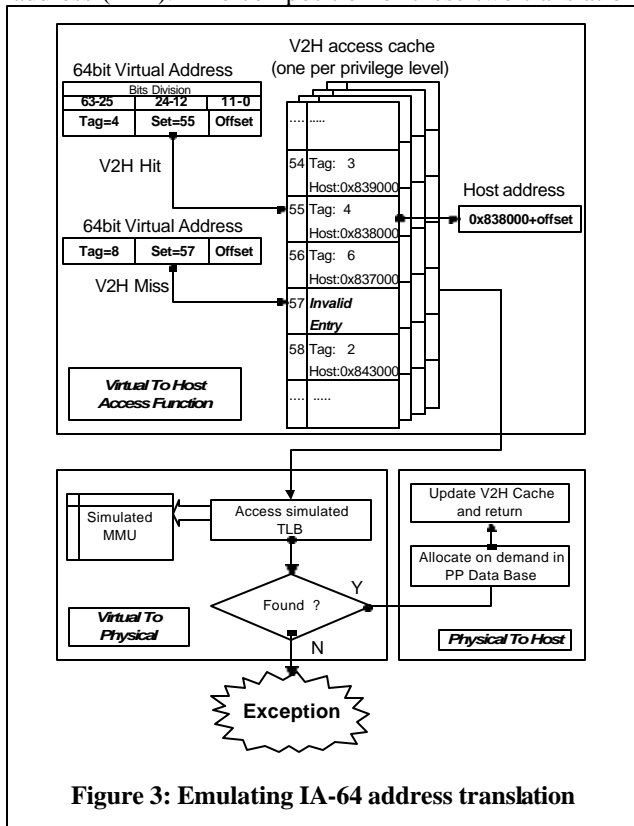 V2H access cache
(one per privilege level)
64bit Virtual Address
Bits Division
63-25 24-12 11-0
Tag=4 Set=55 Offset
V2H Hit
64bit Virtual Address
Tag=8 Set=57 Offset
V2H Miss
.... .....
54 Tag: 3
Host:0x839000
55 Tag: 4
Host:0x838000
56 Tag: 6
Host:0x837000
57 Invalid
Entry
58 Tag: 2
Host:0x843000
.... .....
Host address
0x838000+offset
Virtual To Host
Access Function
Simulated
MMU
Access simulated
TLB
Found ?
Y
N
Virtual To
Physical
Update V2H Cache
and return
Allocate on demand in
PP Data Base
Physical To Host
Exception
Figure 3: Emulating IA-64 address translation